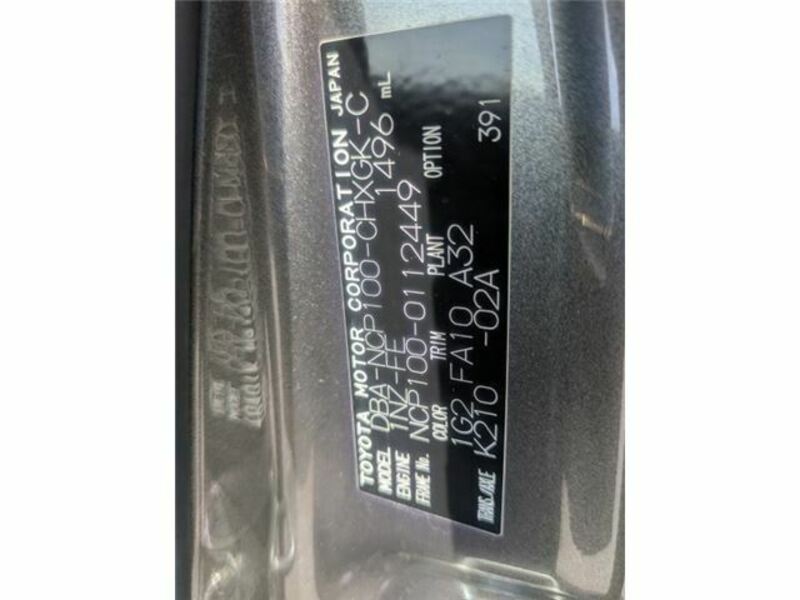 TOYOTA MOTOR CORPORATION JAPAN
MODEL DBA-NCP100-CHXGK-C
ENGINE 1NZ-FE 1496 mL
FRAME No. NCP100-0112449
COLOR TRIM PLANT OPTION
1G2 FA10 A32
TRANS/AXLE K210 -02A 391